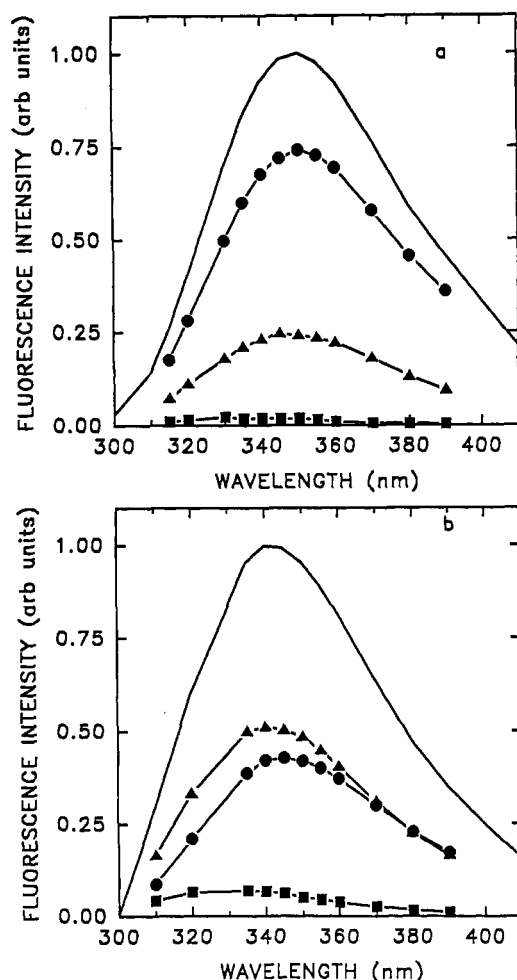 a
FLUORESCENCE INTENSITY (arb units)
1.00
0.75
0.50
0.25
0.00
300 320 340 360 380 400
WAVELENGTH (nm)
b
FLUORESCENCE INTENSITY (arb units)
1.00
0.75
0.50
0.25
0.00
300 320 340 360 380 400
WAVELENGTH (nm)